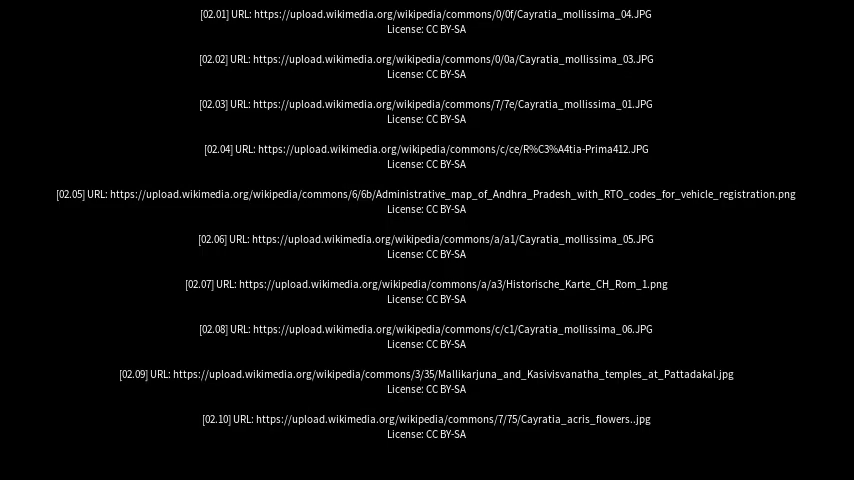 [02.01] URL: https://upload.wikimedia.org/wikipedia/commons/0/0f/Cayratia_mollissima_04.JPG
License: CC BY-SA
[02.02] URL: https://upload.wikimedia.org/wikipedia/commons/0/0a/Cayratia_mollissima_03.JPG
License: CC BY-SA
[02.03] URL: https://upload.wikimedia.org/wikipedia/commons/7/7e/Cayratia_mollissima_01.JPG
License: CC BY-SA
[02.04] URL: https://upload.wikimedia.org/wikipedia/commons/c/ce/R%C3%A4tia-Prima412.JPG
License: CC BY-SA
[02.05] URL: https://upload.wikimedia.org/wikipedia/commons/6/6b/Administrative_map_of_Andhra_Pradesh_with_RTO_codes_for_vehicle_registration.png
License: CC BY-SA
[02.06] URL: https://upload.wikimedia.org/wikipedia/commons/a/a1/Cayratia_mollissima_05.JPG
License: CC BY-SA
[02.07] URL: https://upload.wikimedia.org/wikipedia/commons/a/a3/Historische_Karte_CH_Rom_1.png
License: CC BY-SA
[02.08] URL: https://upload.wikimedia.org/wikipedia/commons/c/c1/Cayratia_mollissima_06.JPG
License: CC BY-SA
[02.09] URL: https://upload.wikimedia.org/wikipedia/commons/3/35/Mallikarjuna_and_Kasivisvanatha_temples_at_Pattadakal.jpg
License: CC BY-SA
[02.10] URL: https://upload.wikimedia.org/wikipedia/commons/7/75/Cayratia_acris_flowers..jpg
License: CC BY-SA